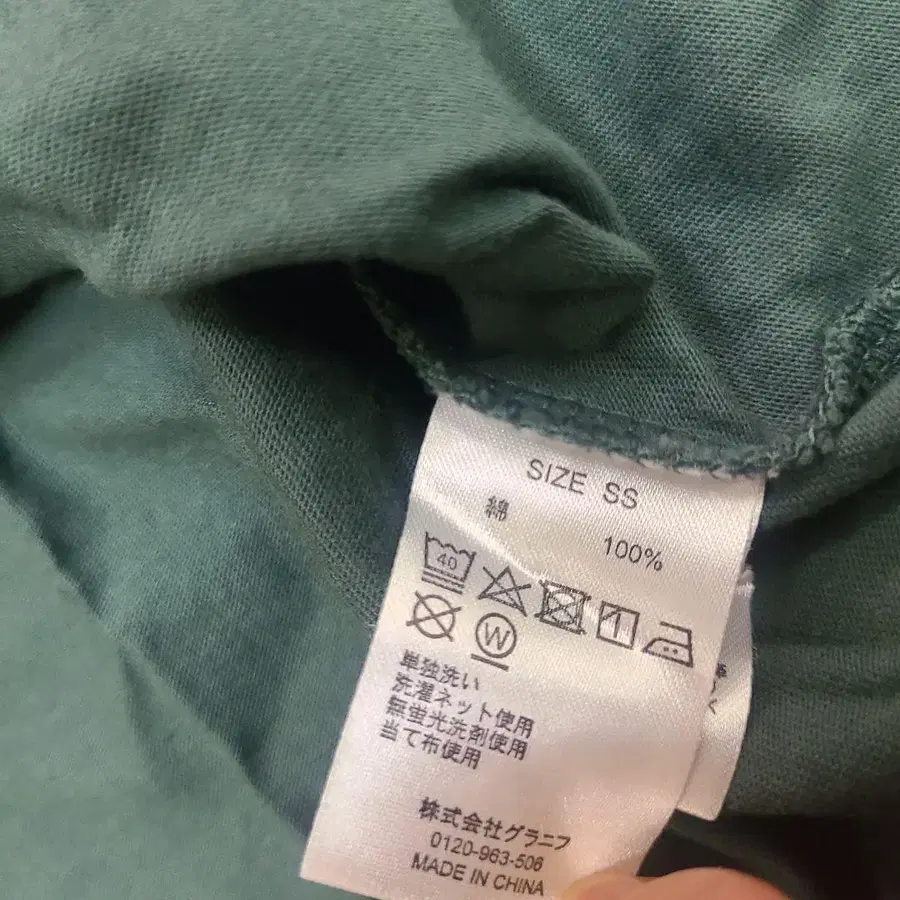 SIZE SS
綿
100%
40
W
単独洗い
洗濯ネット使用
無蛍光洗剤使用
当て布使用
株式会社グラニフ
0120-963-506
MADE IN CHINA